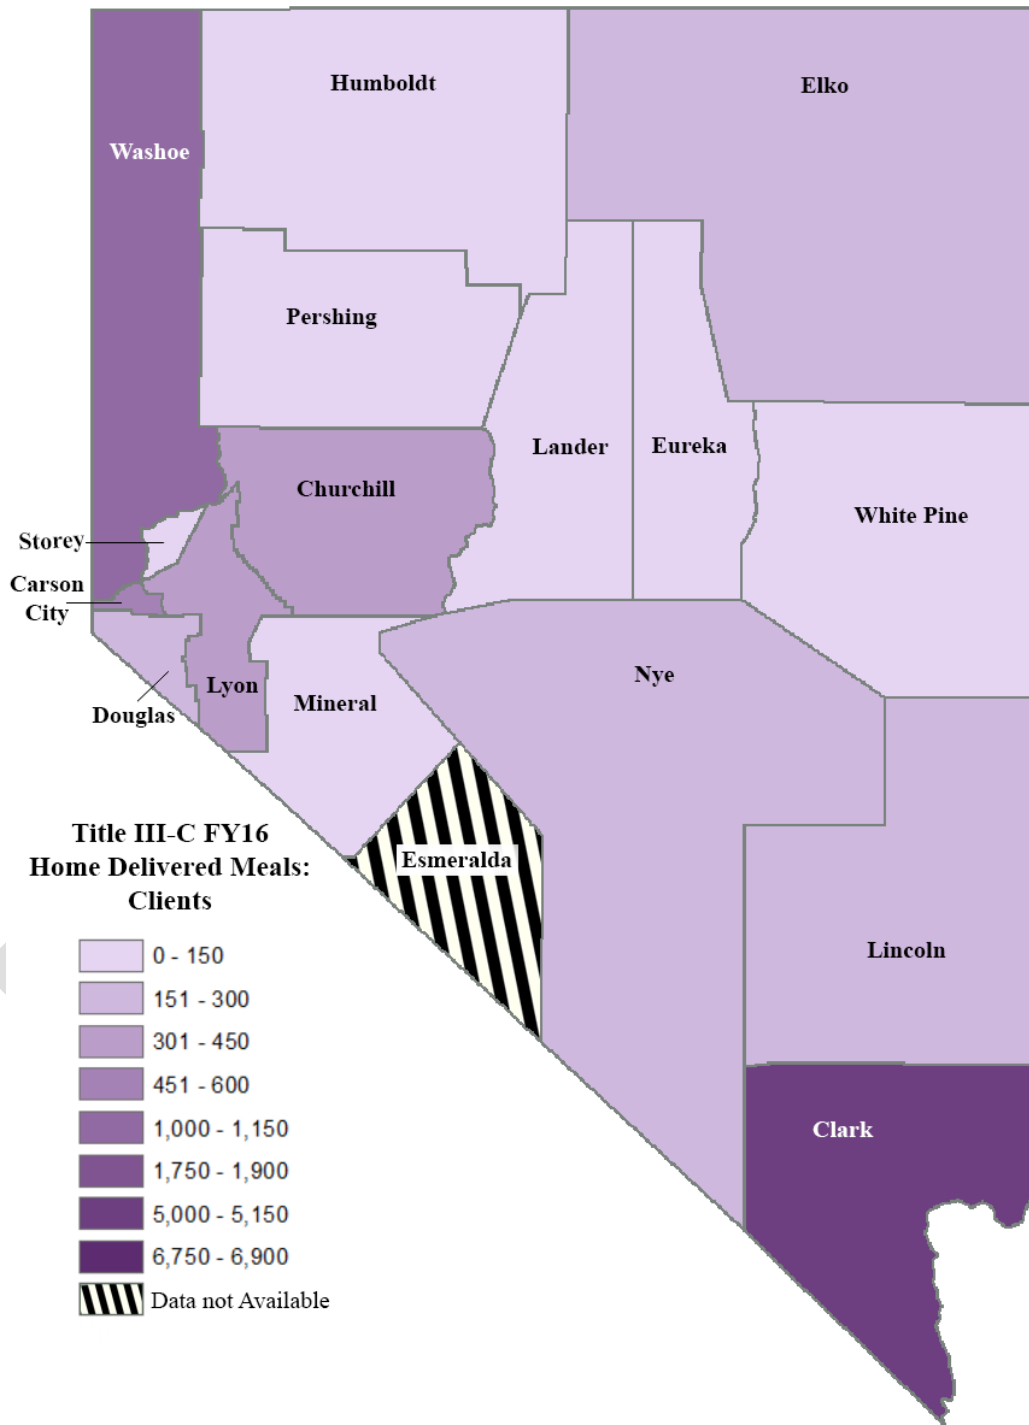 Humboldt
Elko
Washoe
Pershing
Lander
Eureka
Churchill
White Pine
Storey
Carson
City
Nye
Lyon
Mineral
Douglas
Title III-C FY16
Home Delivered Meals:
Clients
Esmeralda
Lincoln
Clark
0 - 150
151 - 300
301 - 450
451 - 600
1,000 - 1,150
1,750 - 1,900
5,000 - 5,150
6,750 - 6,900
Data not Available